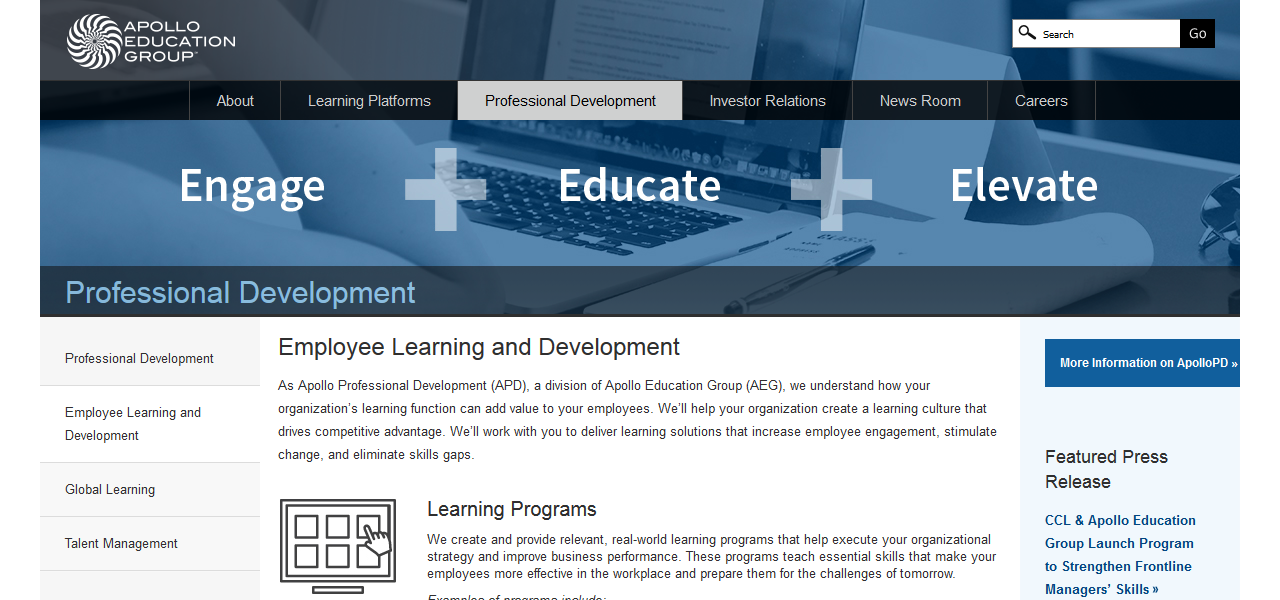 APOLLO
EDUCATION
GROUP
Search
Go
About
Learning Platforms
Professional Development
Investor Relations
News Room
Careers
Engage
Educate
Elevate
Professional Development
Professional Development
Employee Learning and
Development
Global Learning
Talent Management
Employee Learning and Development
As Apollo Professional Development (APD), a division of Apollo Education Group (AEG), we understand how your
organization’s learning function can add value to your employees. We’ll help your organization create a learning culture that
drives competitive advantage. We’ll work with you to deliver learning solutions that increase employee engagement, stimulate
change, and eliminate skills gaps.
Learning Programs
We create and provide relevant, real-world learning programs that help execute your organizational
strategy and improve business performance. These programs teach essential skills that make your
employees more effective in the workplace and prepare them for the challenges of tomorrow.
Examples of programs include:
More Information on ApolloPD »
Featured Press
Release
CCL & Apollo Education
Group Launch Program
to Strengthen Frontline
Managers’ Skills »